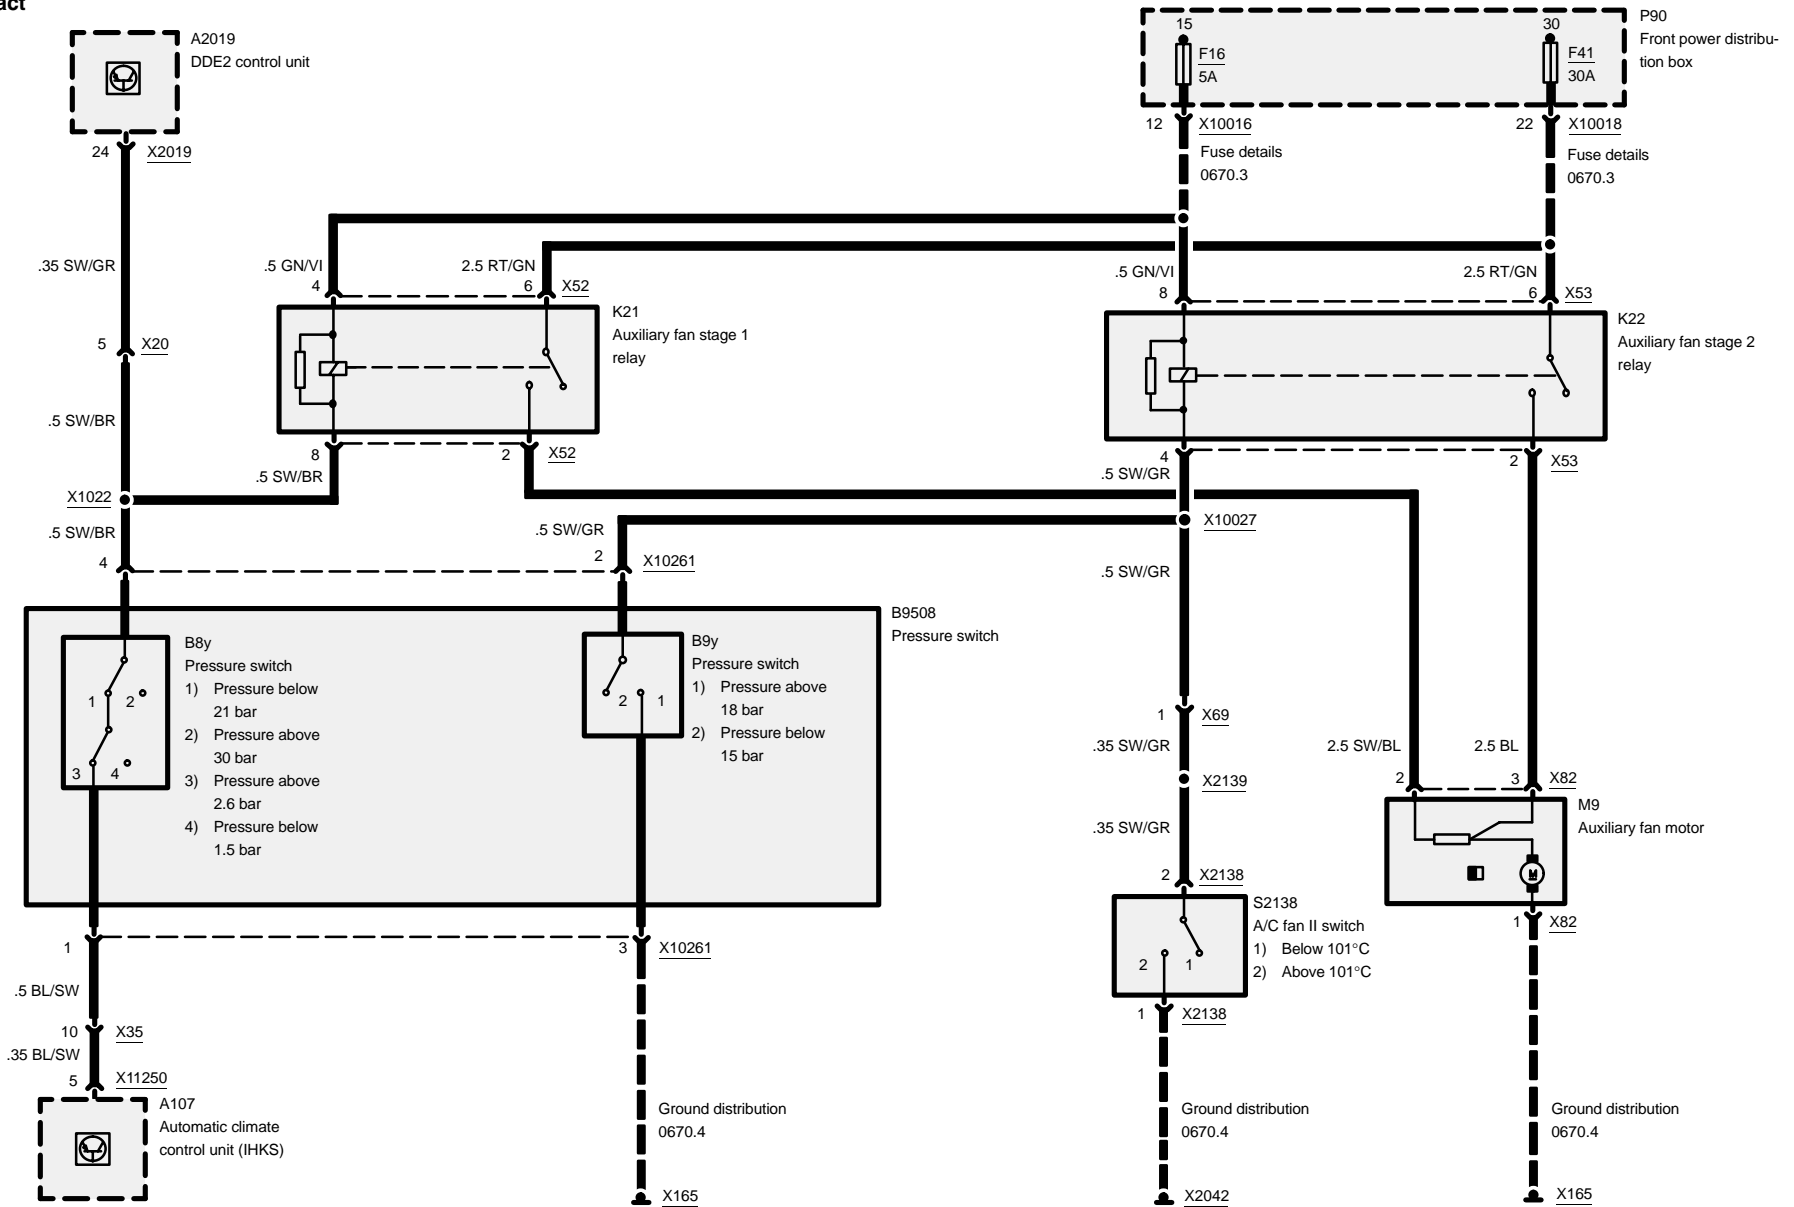 act
A2019
DDE2 control unit
24 X2019
.35 SW/GR
5 X20
.5 SW/BR
X1022
.5 SW/BR
4
15
F16
5A
30
F41
30A
P90
Front power distribu-
tion box
12 X10016
Fuse details
0670.3
22 X10018
Fuse details
0670.3
.5 GN/VI
4
2.5 RT/GN
6 X52
K21
Auxiliary fan stage 1
relay
8
.5 SW/BR
2 X52
.5 GN/VI
8
2.5 RT/GN
6 X53
K22
Auxiliary fan stage 2
relay
4
.5 SW/GR
2 X53
X10027
.5 SW/GR
2 X10261
.5 SW/GR
B9508
Pressure switch
B8y
Pressure switch
1) Pressure below
21 bar
2) Pressure above
30 bar
3) Pressure above
2.6 bar
4) Pressure below
1.5 bar
1 2
3 4
B9y
Pressure switch
1) Pressure above
18 bar
2) Pressure below
15 bar
2 1
1 X69
.35 SW/GR
X2139
.35 SW/GR
2 X2138
S2138
A/C fan II switch
1) Below 101°C
2) Above 101°C
2 1
1 X2138
2.5 SW/BL
2
2.5 BL
3 X82
M9
Auxiliary fan motor
M
1 X82
1
3 X10261
.5 BL/SW
10 X35
.35 BL/SW
5 X11250
A107
Automatic climate
control unit (IHKS)
Ground distribution
0670.4
X165
Ground distribution
0670.4
X2042
Ground distribution
0670.4
X165